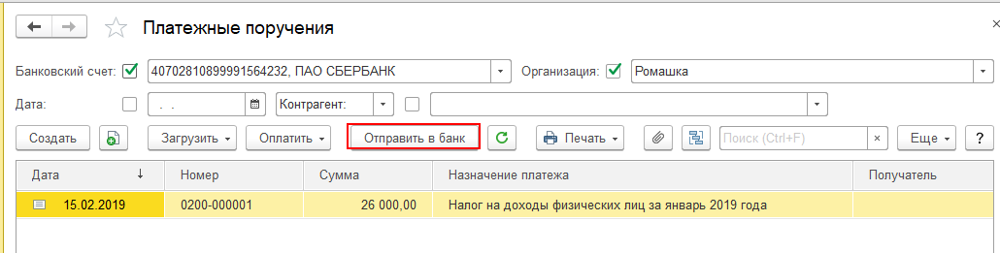 Платежные поручения
Банковский счет: 40702810899991564232, ПАО СБЕРБАНК Организация: Ромашка
Дата: . . Контрагент:
Создать Загрузить Оплатить Отправить в банк Печать Поиск (Ctrl+F) × Еще ?
Дата ↓ Номер Сумма Назначение платежа Получатель
15.02.2019 0200-000001 26 000,00 Налог на доходы физических лиц за январь 2019 года